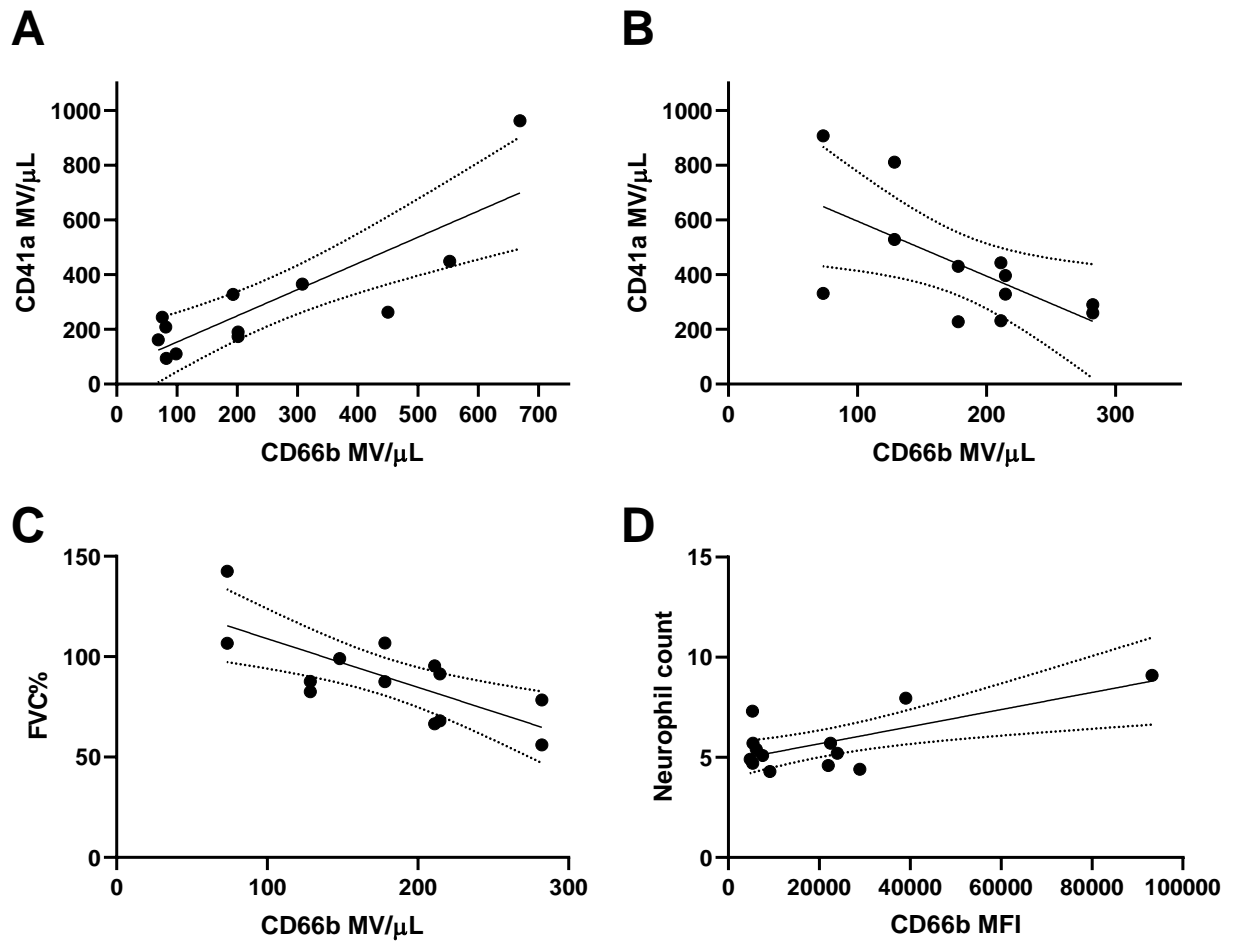 A
1000
800
600
400
200
0
CD41a MV/μL
0 100 200 300 400 500 600 700
CD66b MV/μL
B
1000
800
600
400
200
0
CD41a MV/μL
0 100 200 300
CD66b MV/μL
C
150
100
50
0
FVC%
0 100 200 300
CD66b MV/μL
D
15
10
5
0
Neurophil count
0 20000 40000 60000 80000 100000
CD66b MFI